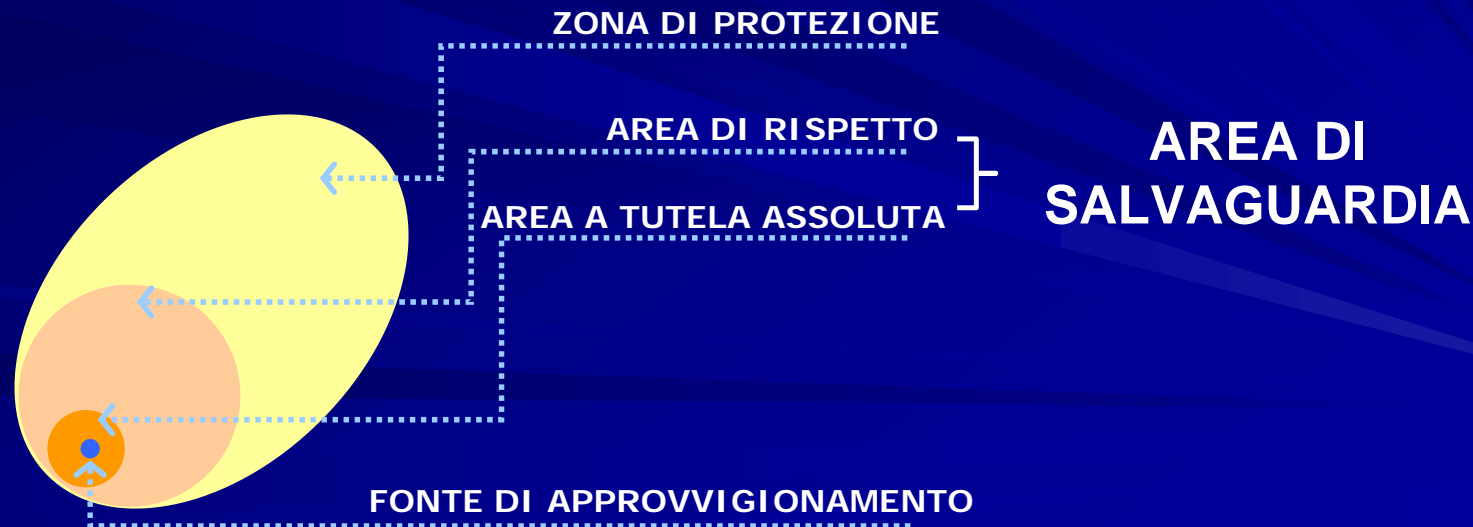 ZONA DI PROTEZIONE
AREA DI RISPETTO
AREA A TUTELA ASSOLUTA
AREA DI
SALVAGUARDIA
FONTE DI APPROVVIGIONAMENTO